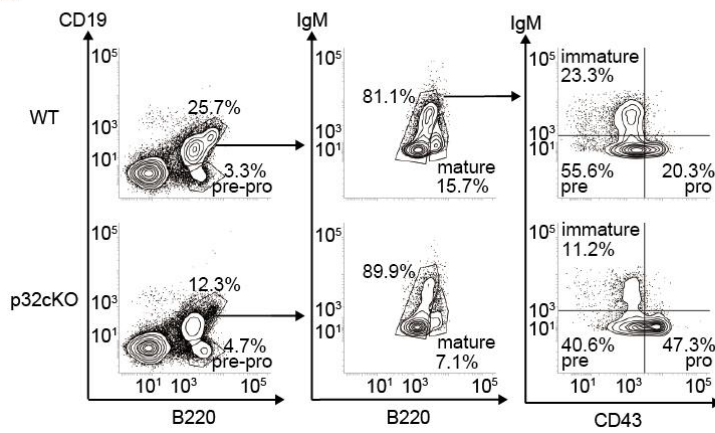 CD19
IgM
IgM
WT
10⁵
10³
10¹
25.7%
3.3%
pre-pro
10⁵
10³
10¹
81.1%
mature
15.7%
10⁵
10³
10¹
immature
23.3%
55.6%
pre
20.3%
pro
p32cKO
10⁵
10³
10¹
12.3%
4.7%
pre-pro
10¹ 10³ 10⁵
B220
10⁵
10³
10¹
89.9%
mature
7.1%
10¹ 10³ 10⁵
B220
10⁵
10³
10¹
immature
11.2%
40.6%
pre
47.3%
pro
10¹ 10³ 10⁵
CD43